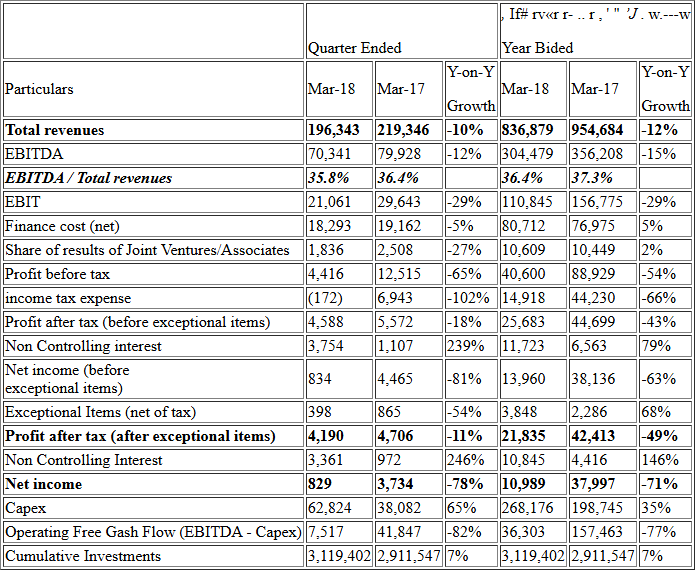 , If# rv«r r- .. r , ' " 'J . w.---w
Quarter Ended Year Bided
Particulars Mar-18 Mar-17 Y-on-Y Growth Mar-18 Mar-17 Y-on-Y Growth
Total revenues 196,343 219,346 -10% 836,879 954,684 -12%
EBITDA 70,341 79,928 -12% 304,479 356,208 -15%
EBITDA / Total revenues 35.8% 36.4% 36.4% 37.3%
EBIT 21,061 29,643 -29% 110,845 156,775 -29%
Finance cost (net) 18,293 19,162 -5% 80,712 76,975 5%
Share of results of Joint Ventures/Associates 1,836 2,508 -27% 10,609 10,449 2%
Profit before tax 4,416 12,515 -65% 40,600 88,929 -54%
income tax expense (172) 6,943 -102% 14,918 44,230 -66%
Profit after tax (before exceptional items) 4,588 5,572 -18% 25,683 44,699 -43%
Non Controlling interest 3,754 1,107 239% 11,723 6,563 79%
Net income (before
exceptional items) 834 4,465 -81% 13,960 38,136 -63%
Exceptional Items (net of tax) 398 865 -54% 3,848 2,286 68%
Profit after tax (after exceptional items) 4,190 4,706 -11% 21,835 42,413 -49%
Non Controlling Interest 3,361 972 246% 10,845 4,416 146%
Net income 829 3,734 -78% 10,989 37,997 -71%
Capex 62,824 38,082 65% 268,176 198,745 35%
Operating Free Gash Flow (EBITDA - Capex) 7,517 41,847 -82% 36,303 157,463 -77%
Cumulative Investments 3,119,402 2,911,547 7% 3,119,402 2,911,547 7%